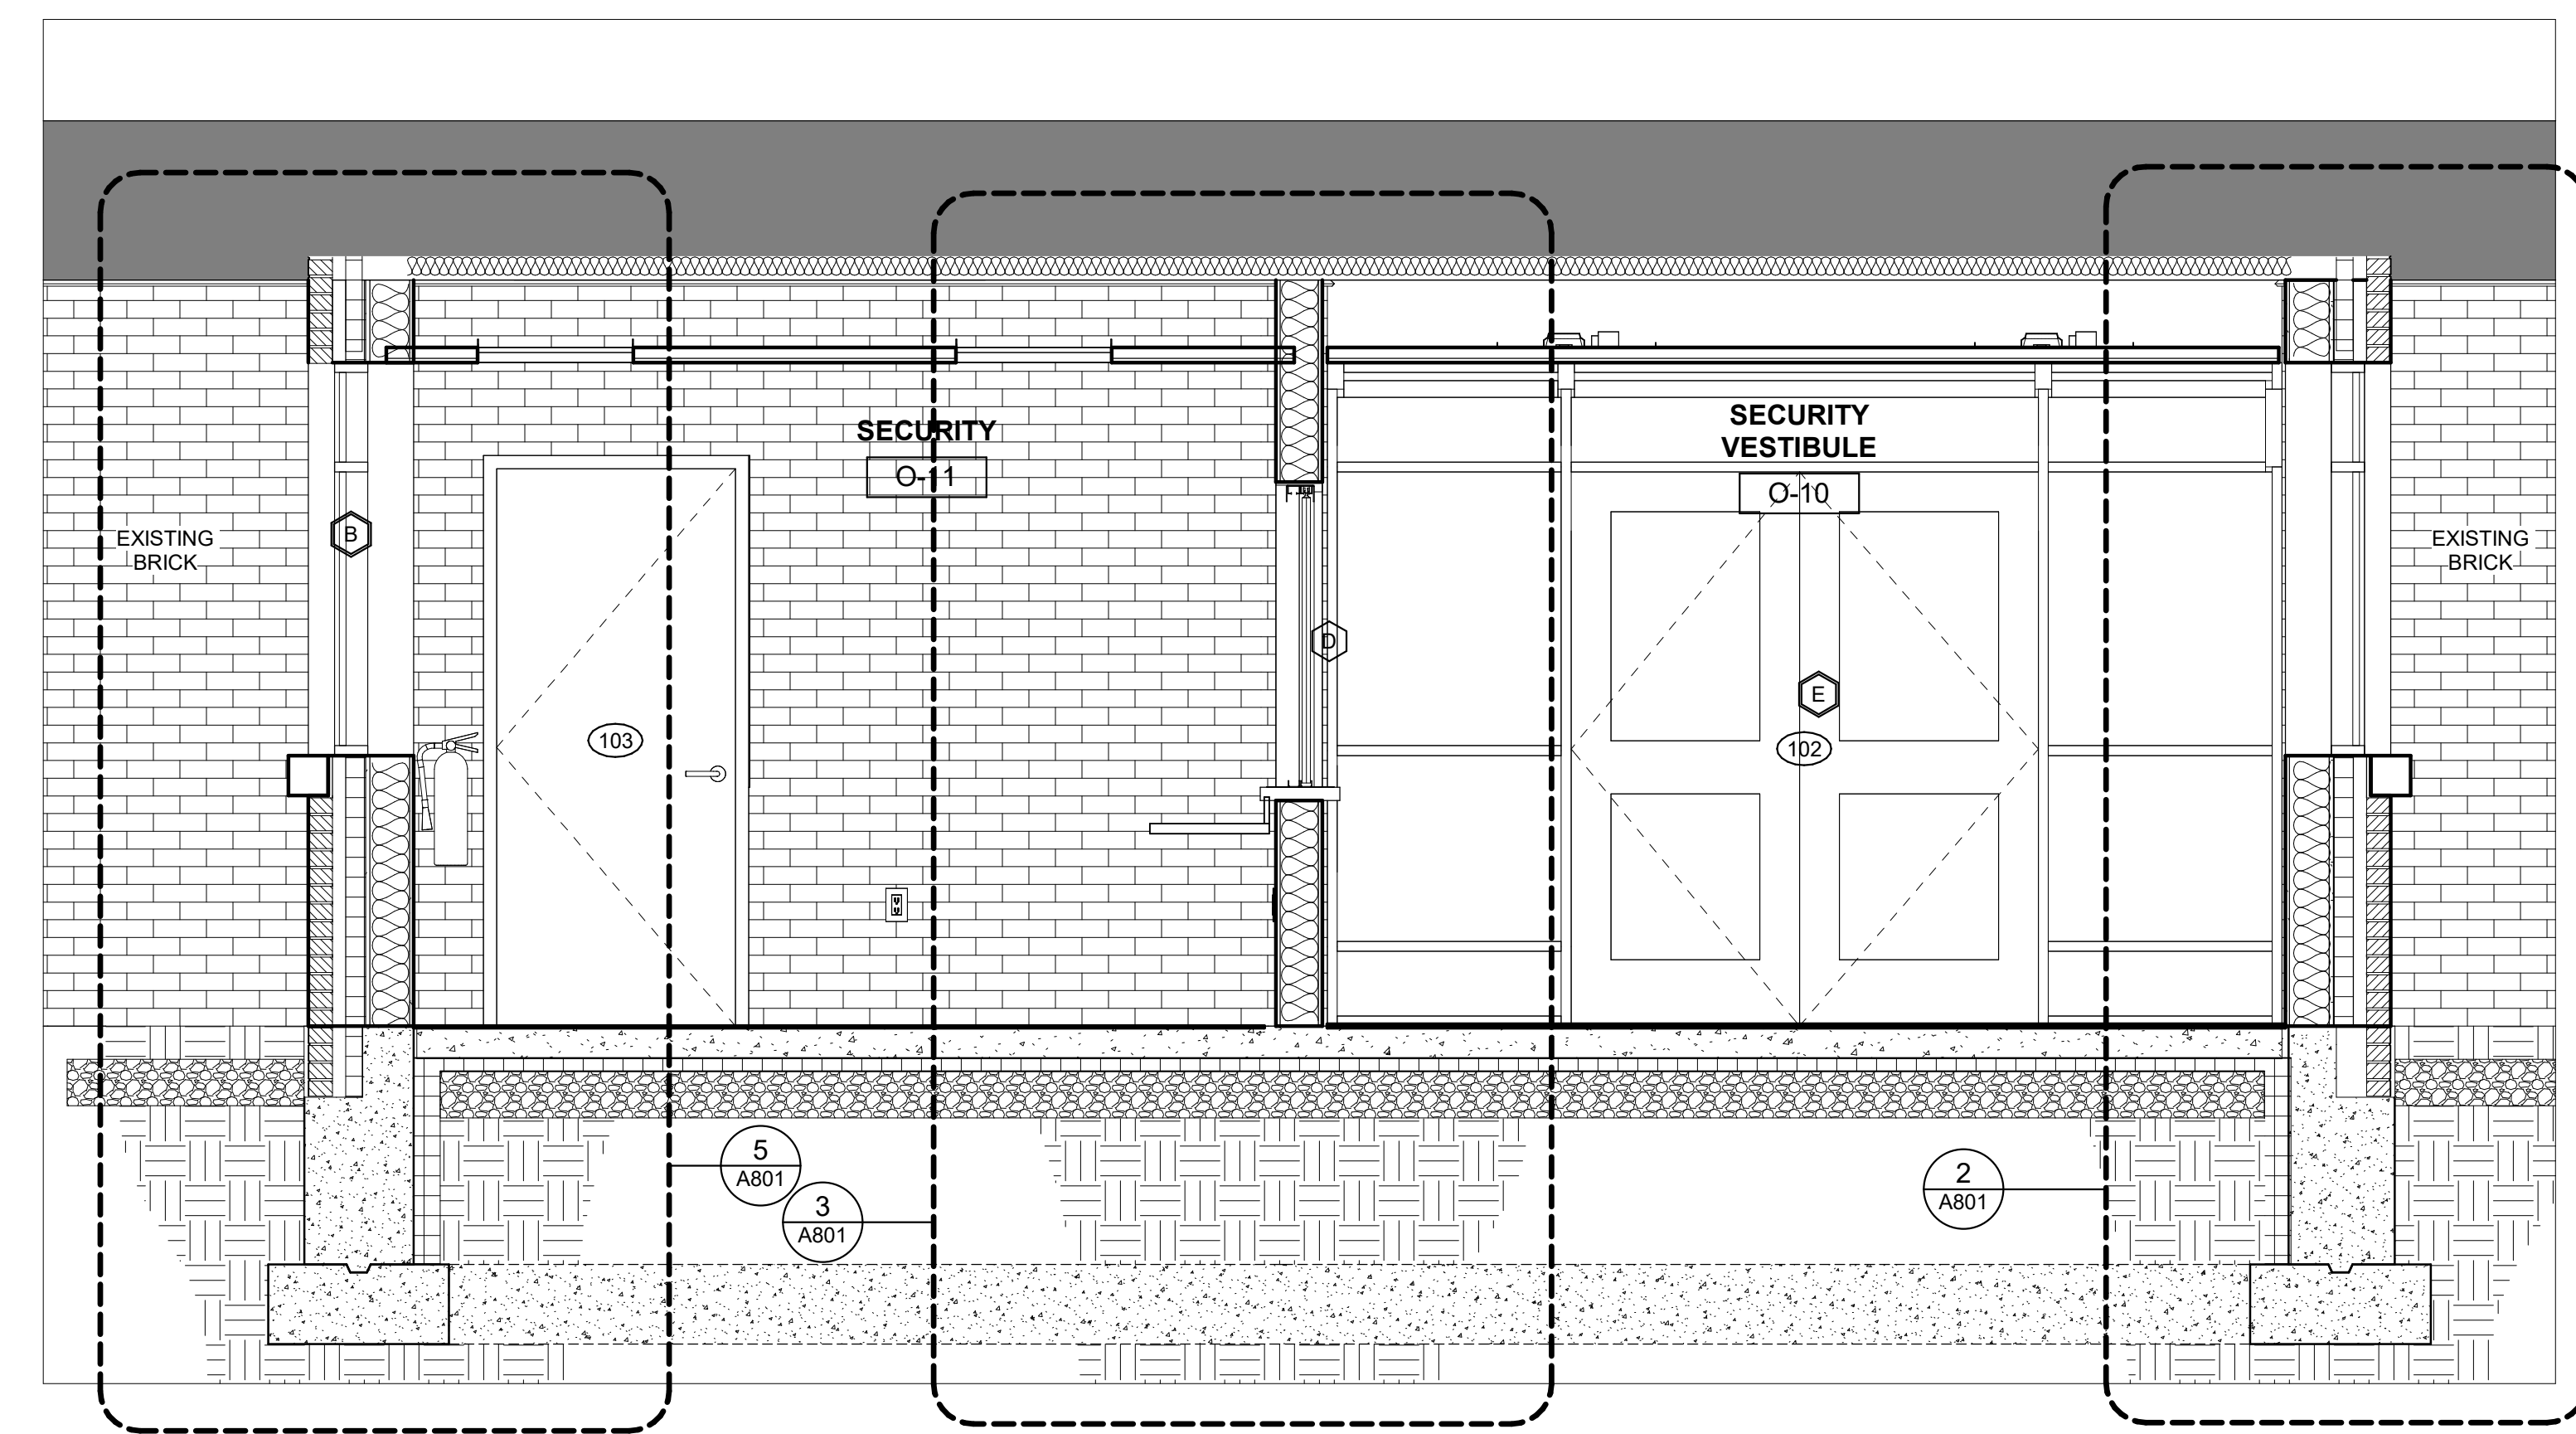 SECURITY
O-11
SECURITY
VESTIBULE
O-10
EXISTING
BRICK
B
EXISTING
BRICK
D
E
103
102
5
A801
3
A801
2
A801